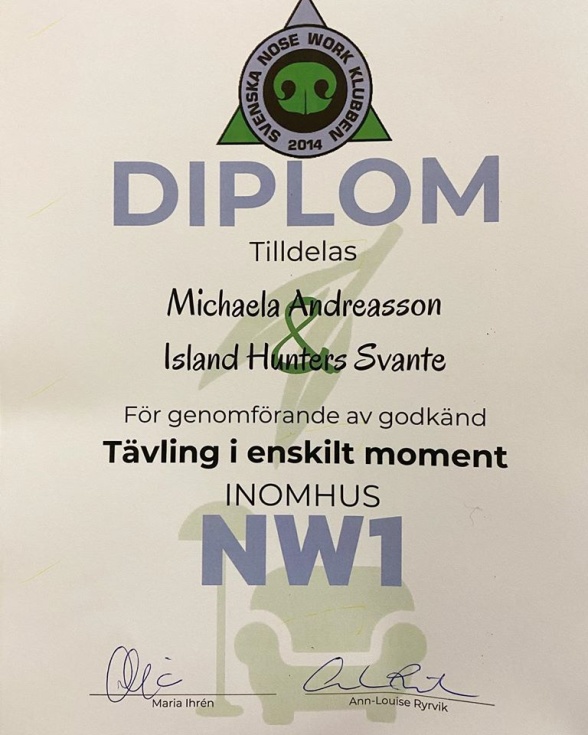 SVENSKA NOSE WORK KLUBBEN
2014
DIPLOM
Tilldelas
Michaela Andreasson
&
Island Hunters Svante
För genomförande av godkänd
Tävling i enskilt moment
INOMHUS
NW1
Maria Ihrén
Ann-Louise Ryrvik